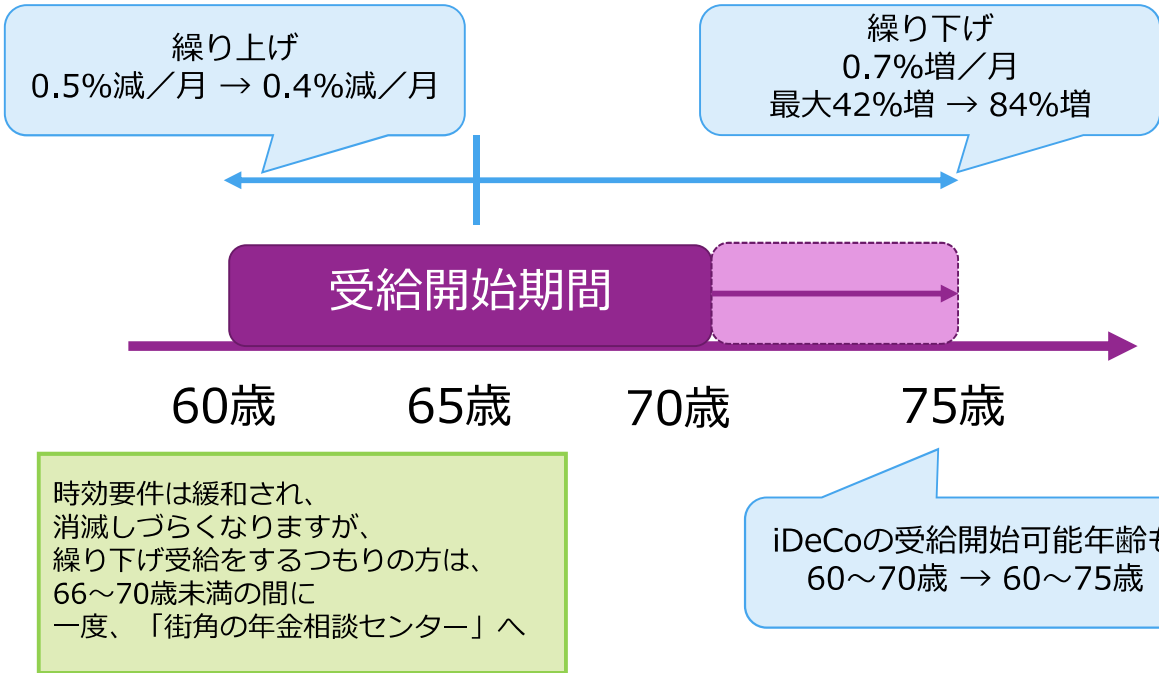 繰り上げ
0.5%減／月 → 0.4%減／月
繰り下げ
0.7%増／月
最大42%増 → 84%増
受給開始期間
60歳
65歳
70歳
75歳
時効要件は緩和され、
消滅しづらくなりますが、
繰り下げ受給をするつもりの方は、
66～70歳未満の間に
一度、「街角の年金相談センター」へ
iDeCoの受給開始可能年齢も
60～70歳 → 60～75歳